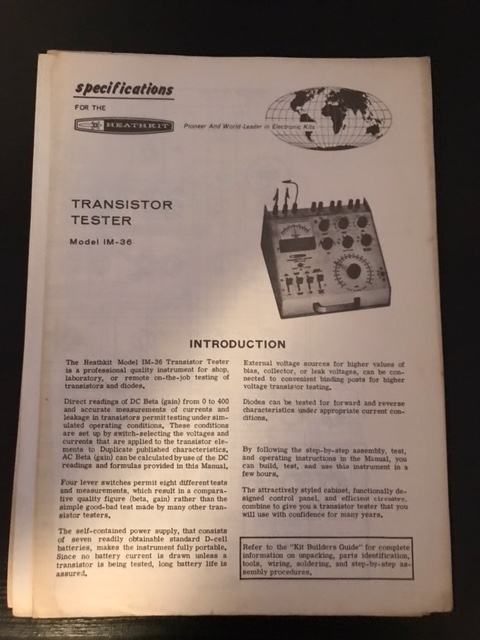 specifications
FOR THE
HEATHKIT
Pioneer And World-Leader in Electronic Kits
TRANSISTOR
TESTER
Model IM-36
INTRODUCTION
The Heathkit Model IM-36 Transistor Tester
is a professional quality instrument for shop,
laboratory, or remote on-the-job testing of
transistors and diodes.
Direct readings of DC Beta (gain) from 0 to 400
and accurate measurements of currents and
leakage in transistors permit testing under sim-
ulated operating conditions. These conditions
are set up by switch-selecting the voltages and
currents that are applied to the transistor ele-
ments to Duplicate published characteristics.
AC Beta (gain) can be calculated by use of the DC
readings and formulas provided in this Manual.
Four lever switches permit eight different tests
and measurements, which result in a compara-
tive quality figure (beta, gain) rather than the
simple good-bad test made by many other tran-
sistor testers.
The self-contained power supply, that consists
of seven readily obtainable standard D-cell
batteries, makes the instrument fully portable.
Since no battery current is drawn unless a
transistor is being tested, long battery life is
assured.
External voltage sources for higher values of
bias, collector, or leak voltages, can be con-
nected to convenient binding posts for higher
voltage transistor testing.
Diodes can be tested for forward and reverse
characteristics under appropriate current con-
ditions.
By following the step-by-step assembly, test,
and operating instructions in the Manual, you
can build, test, and use this instrument in a
few hours.
The attractively styled cabinet, functionally de-
signed control panel, and efficient circuitry,
combine to give you a transistor tester that you
will use with confidence for many years.
Refer to the "Kit Builders Guide" for complete
information on unpacking, parts identification,
tools, wiring, soldering, and step-by-step as-
sembly procedures.